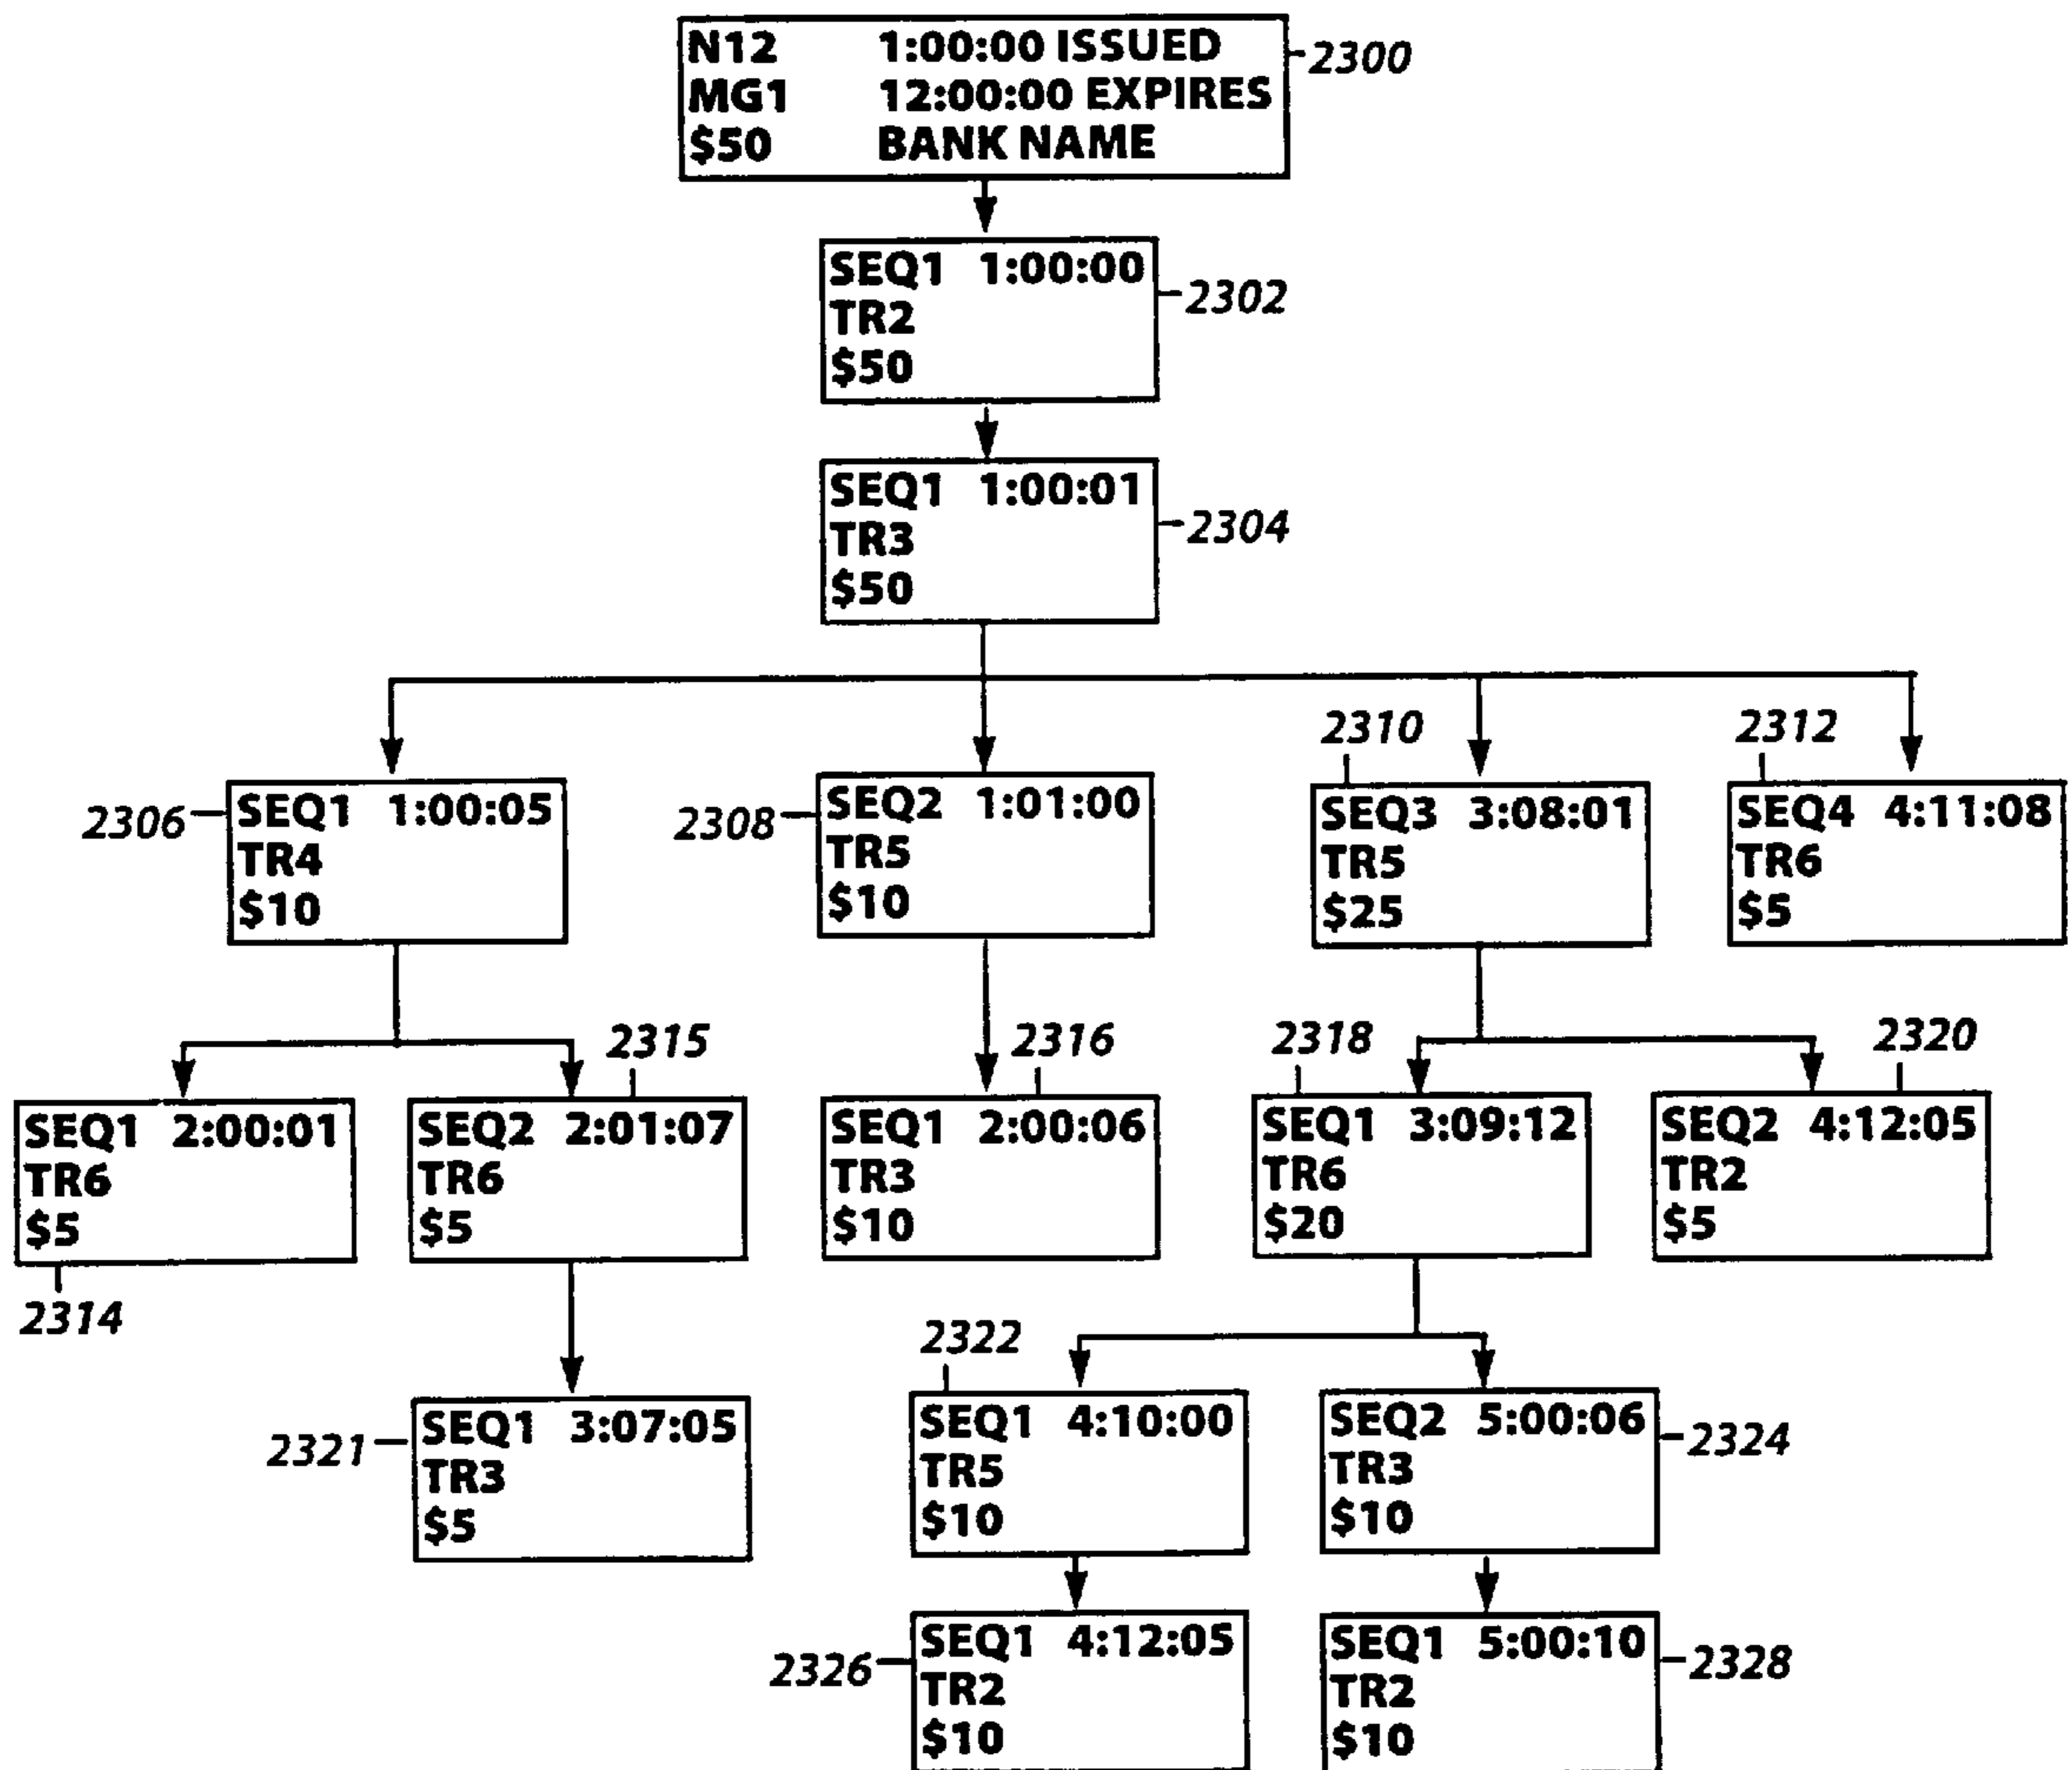 N12 1:00:00 ISSUED
MG1 12:00:00 EXPIRES
$50 BANK NAME
2300
SEQ1 1:00:00
TR2
$50
2302
SEQ1 1:00:01
TR3
$50
2304
2306
SEQ1 1:00:05
TR4
$10
2308
SEQ2 1:01:00
TR5
$10
2310
SEQ3 3:08:01
TR5
$25
2312
SEQ4 4:11:08
TR6
$5
SEQ1 2:00:01
TR6
$5
2314
2315
SEQ2 2:01:07
TR6
$5
2316
SEQ1 2:00:06
TR3
$10
2318
SEQ1 3:09:12
TR6
$20
2320
SEQ2 4:12:05
TR2
$5
2321
SEQ1 3:07:05
TR3
$5
2322
SEQ1 4:10:00
TR5
$10
SEQ2 5:00:06
TR3
$10
2324
2326
SEQ1 4:12:05
TR2
$10
SEQ1 5:00:10
TR2
$10
2328